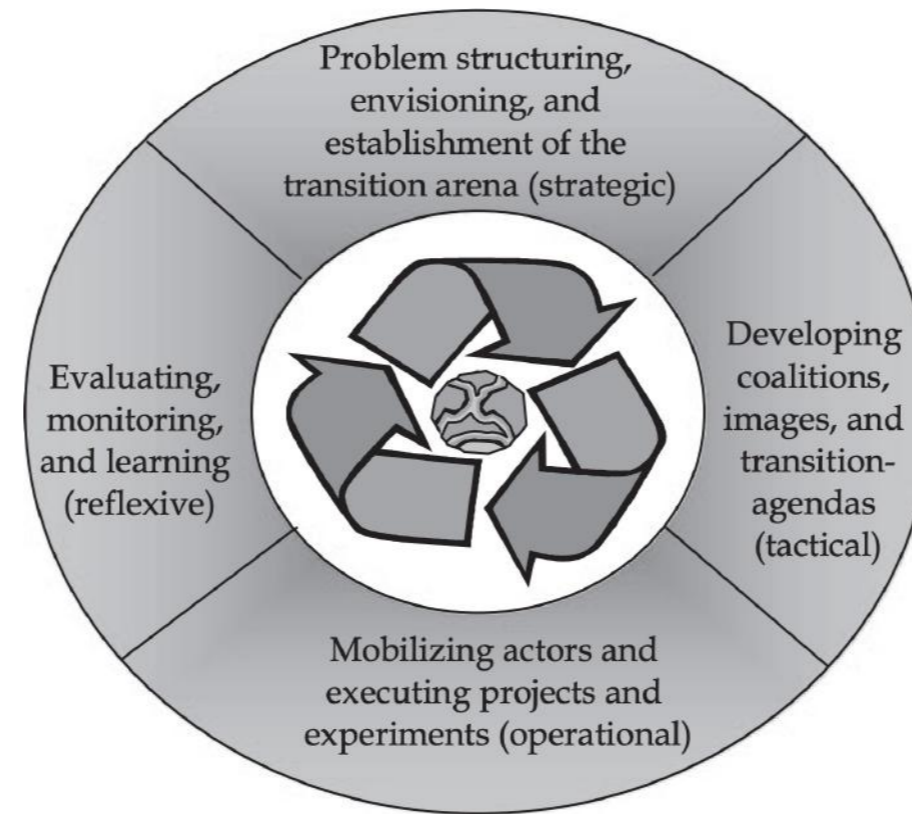 Problem structuring,
envisioning, and
establishment of the
transition arena (strategic)
Developing
coalitions,
images, and
transition-
agendas
(tactical)
Mobilizing actors and
executing projects and
experiments (operational)
Evaluating,
monitoring,
and learning
(reflexive)